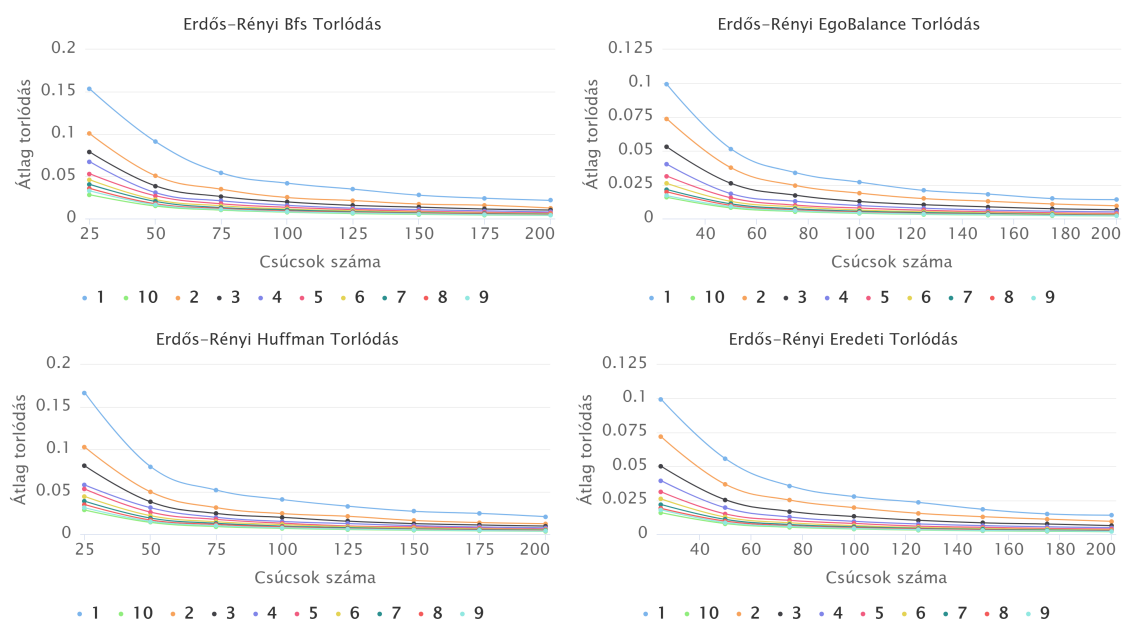 Erdős–Rényi Bfs Torlódás
0.2
0.15
0.1
0.05
0
Átlag torlódás
25 50 75 100 125 150 175 200
Csúcsok száma
1 10 2 3 4 5 6 7 8 9
Erdős–Rényi EgoBalance Torlódás
0.125
0.1
0.075
0.05
0.025
0
Átlag torlódás
40 60 80 100 120 140 160 180 200
Csúcsok száma
1 10 2 3 4 5 6 7 8 9
Erdős–Rényi Huffman Torlódás
0.2
0.15
0.1
0.05
0
Átlag torlódás
25 50 75 100 125 150 175 200
Csúcsok száma
1 10 2 3 4 5 6 7 8 9
Erdős–Rényi Eredeti Torlódás
0.125
0.1
0.075
0.05
0.025
0
Átlag torlódás
40 60 80 100 120 140 160 180 200
Csúcsok száma
1 10 2 3 4 5 6 7 8 9